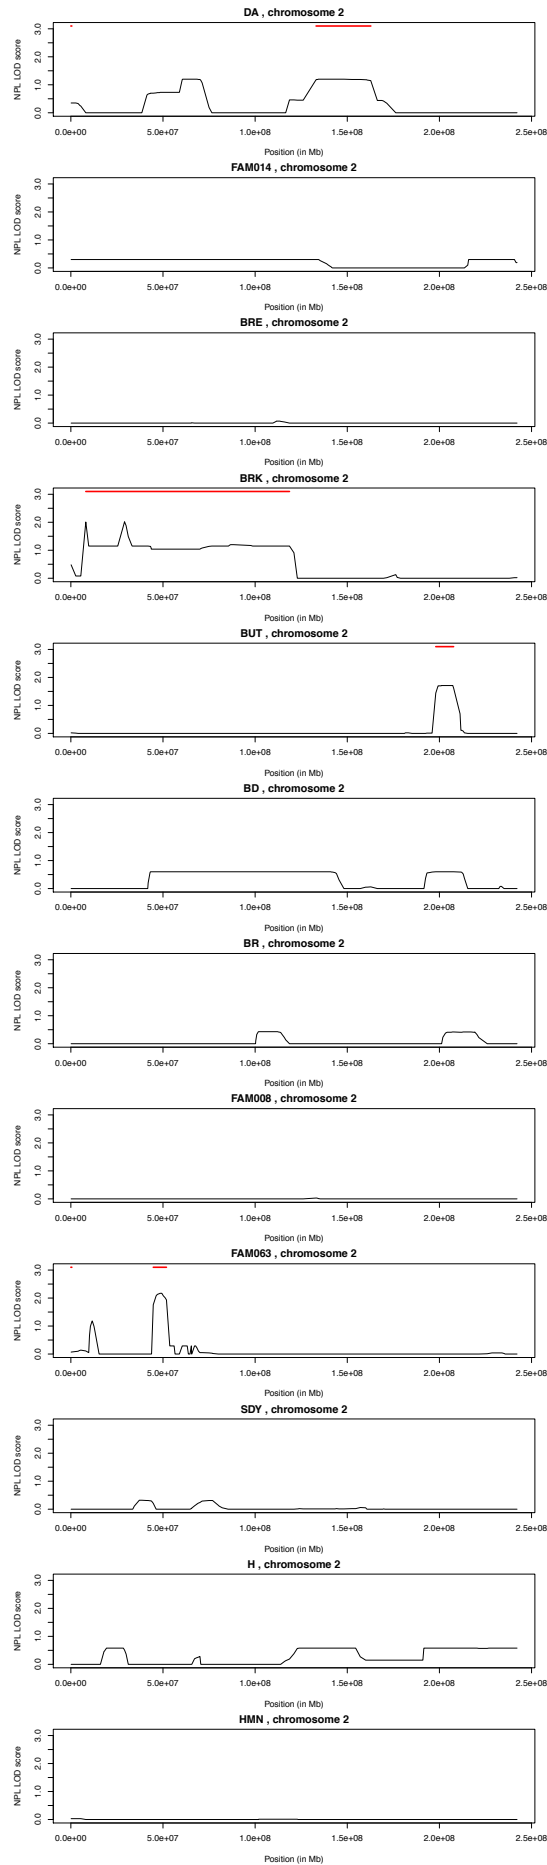 DA , chromosome 2
NPL LOD score
0.0 1.0 2.0 3.0
0.0e+00 5.0e+07 1.0e+08 1.5e+08 2.0e+08 2.5e+08
Position (in Mb)
FAM014 , chromosome 2
NPL LOD score
0.0 1.0 2.0 3.0
0.0e+00 5.0e+07 1.0e+08 1.5e+08 2.0e+08 2.5e+08
Position (in Mb)
BRE , chromosome 2
NPL LOD score
0.0 1.0 2.0 3.0
0.0e+00 5.0e+07 1.0e+08 1.5e+08 2.0e+08 2.5e+08
Position (in Mb)
BRK , chromosome 2
NPL LOD score
0.0 1.0 2.0 3.0
0.0e+00 5.0e+07 1.0e+08 1.5e+08 2.0e+08 2.5e+08
Position (in Mb)
BUT , chromosome 2
NPL LOD score
0.0 1.0 2.0 3.0
0.0e+00 5.0e+07 1.0e+08 1.5e+08 2.0e+08 2.5e+08
Position (in Mb)
BD , chromosome 2
NPL LOD score
0.0 1.0 2.0 3.0
0.0e+00 5.0e+07 1.0e+08 1.5e+08 2.0e+08 2.5e+08
Position (in Mb)
BR , chromosome 2
NPL LOD score
0.0 1.0 2.0 3.0
0.0e+00 5.0e+07 1.0e+08 1.5e+08 2.0e+08 2.5e+08
Position (in Mb)
FAM008 , chromosome 2
NPL LOD score
0.0 1.0 2.0 3.0
0.0e+00 5.0e+07 1.0e+08 1.5e+08 2.0e+08 2.5e+08
Position (in Mb)
FAM063 , chromosome 2
NPL LOD score
0.0 1.0 2.0 3.0
0.0e+00 5.0e+07 1.0e+08 1.5e+08 2.0e+08 2.5e+08
Position (in Mb)
SDY , chromosome 2
NPL LOD score
0.0 1.0 2.0 3.0
0.0e+00 5.0e+07 1.0e+08 1.5e+08 2.0e+08 2.5e+08
Position (in Mb)
H , chromosome 2
NPL LOD score
0.0 1.0 2.0 3.0
0.0e+00 5.0e+07 1.0e+08 1.5e+08 2.0e+08 2.5e+08
Position (in Mb)
HMN , chromosome 2
NPL LOD score
0.0 1.0 2.0 3.0
0.0e+00 5.0e+07 1.0e+08 1.5e+08 2.0e+08 2.5e+08
Position (in Mb)